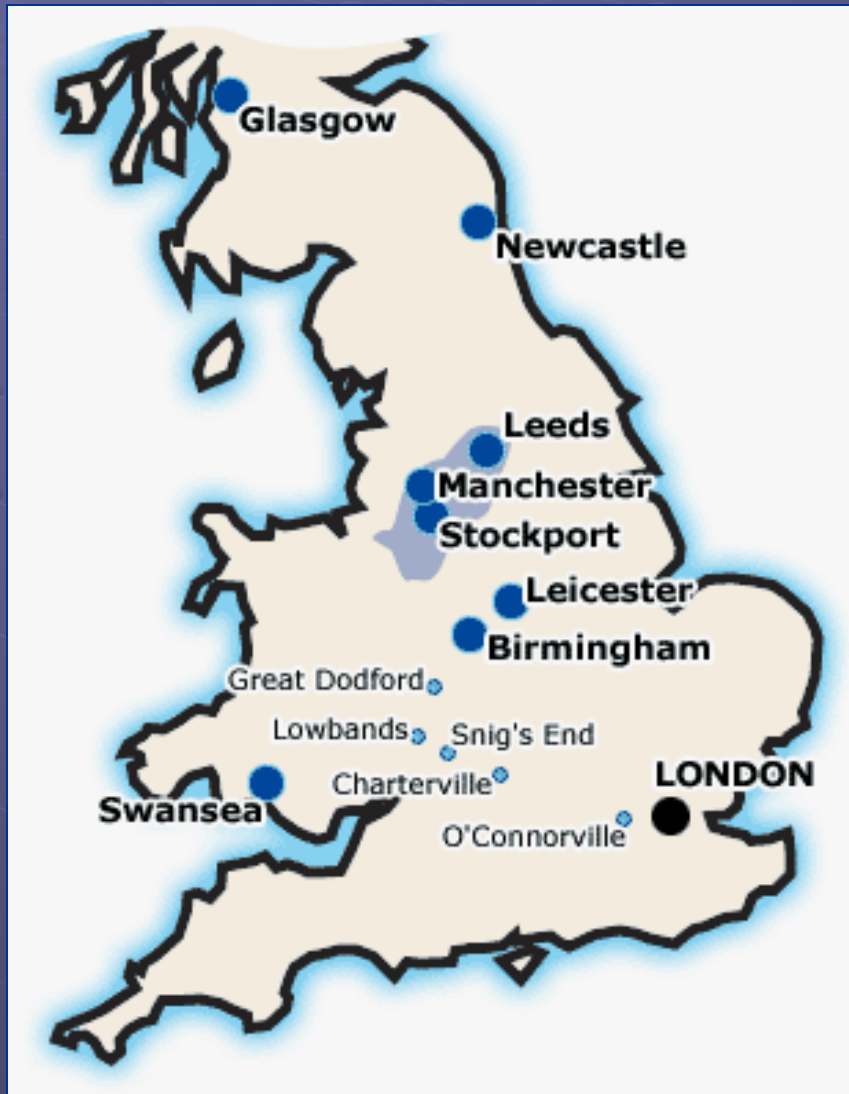 Glasgow
Newcastle
Leeds
Manchester
Stockport
Leicester
Birmingham
Great Dodford
Lowbands
Snig's End
Charterville
LONDON
Swansea
O'Connorville